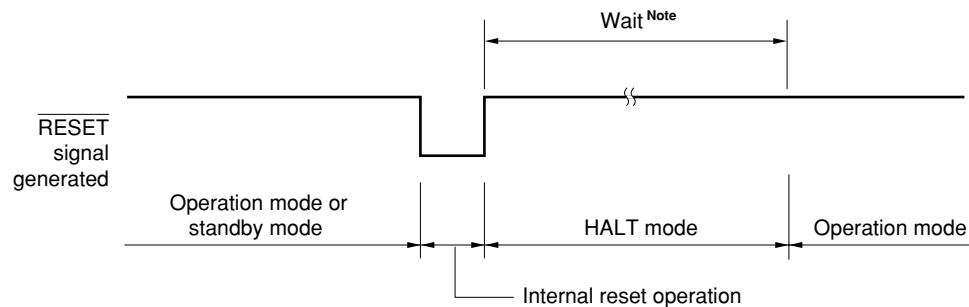 Wait Note
RESET
signal
generated
Operation mode or
standby mode
HALT mode
Operation mode
Internal reset operation